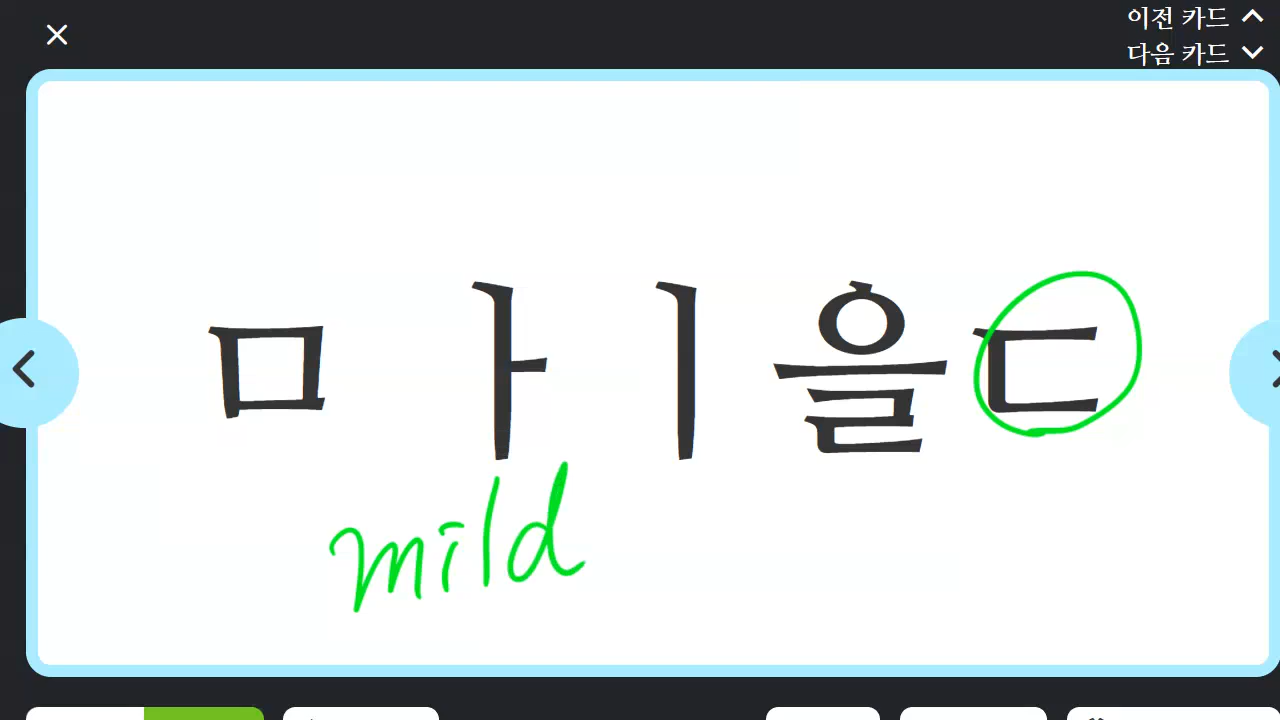 이전 카드
다음 카드
ㅁ ㅏ ㅣ 을 ㄷ
mild